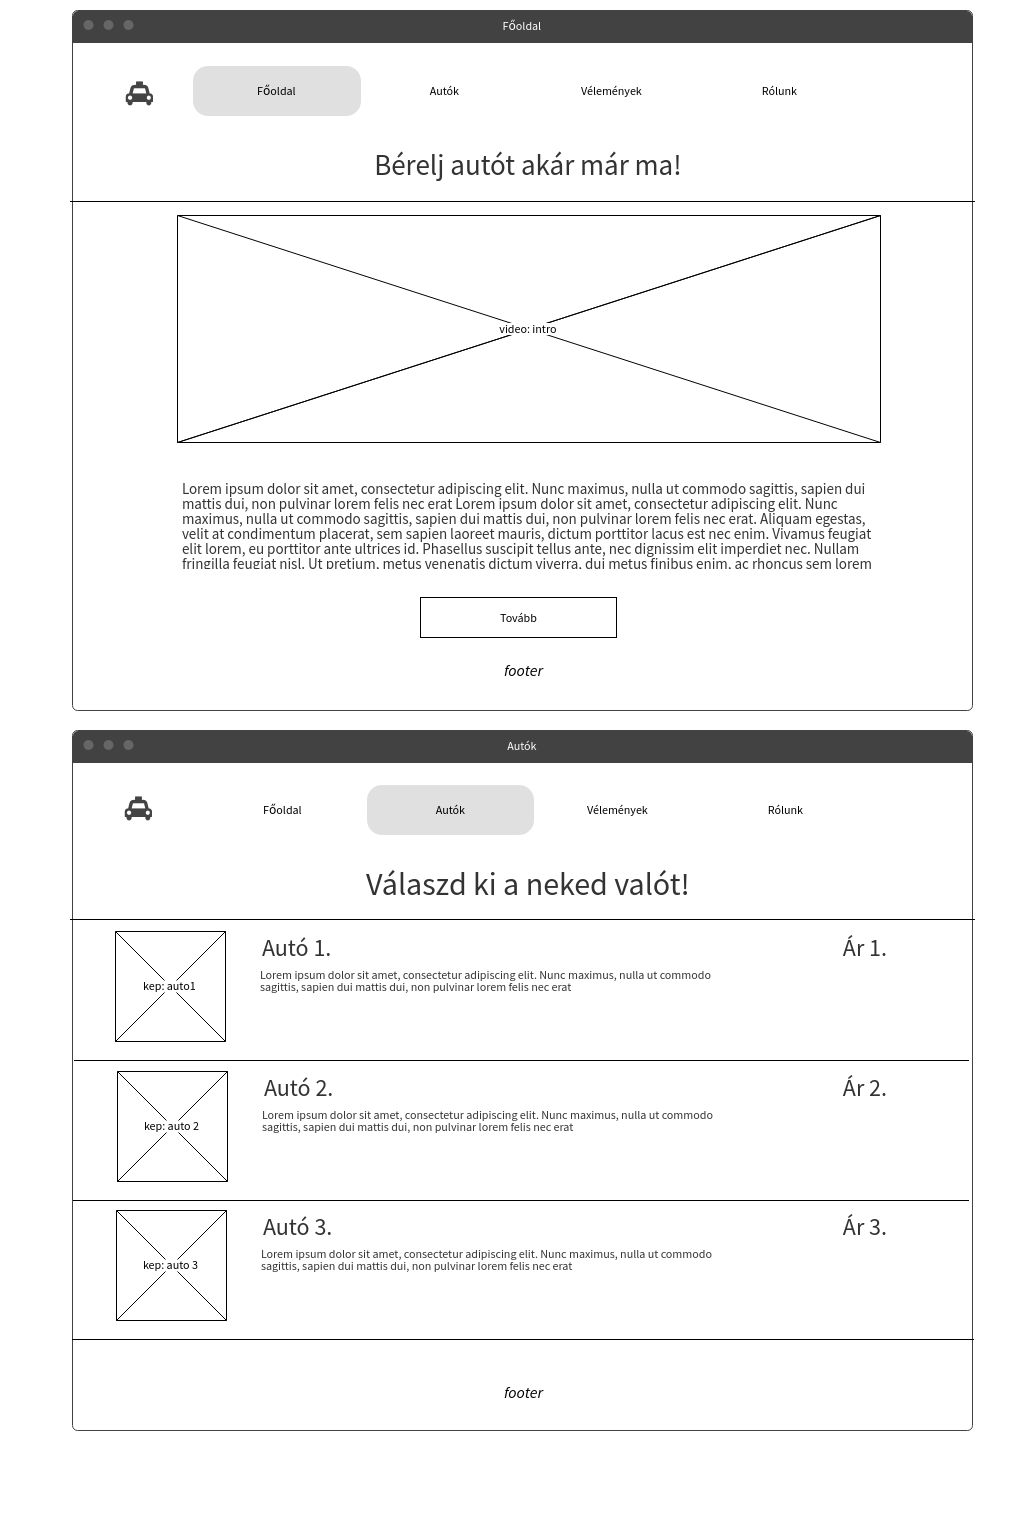 Főoldal
Főoldal Autók Vélemények Rólunk
Bérelj autót akár már ma!
video: intro
Lorem ipsum dolor sit amet, consectetur adipiscing elit. Nunc maximus, nulla ut commodo sagittis, sapien dui
mattis dui, non pulvinar lorem felis nec erat Lorem ipsum dolor sit amet, consectetur adipiscing elit. Nunc
maximus, nulla ut commodo sagittis, sapien dui mattis dui, non pulvinar lorem felis nec erat. Aliquam egestas,
velit at condimentum placerat, sem sapien laoreet mauris, dictum porttitor lacus est nec enim. Vivamus feugiat
elit lorem, eu porttitor ante ultrices id. Phasellus suscipit tellus ante, nec dignissim elit imperdiet nec. Nullam
fringilla feugiat nisl. Ut pretium, metus venenatis dictum viverra, dui metus finibus enim, ac rhoncus sem lorem
Tovább
footer
Autók
Főoldal Autók Vélemények Rólunk
Válaszd ki a neked valót!
kep: auto1
Autó 1.
Ár 1.
Lorem ipsum dolor sit amet, consectetur adipiscing elit. Nunc maximus, nulla ut commodo
sagittis, sapien dui mattis dui, non pulvinar lorem felis nec erat
kep: auto 2
Autó 2.
Ár 2.
Lorem ipsum dolor sit amet, consectetur adipiscing elit. Nunc maximus, nulla ut commodo
sagittis, sapien dui mattis dui, non pulvinar lorem felis nec erat
kep: auto 3
Autó 3.
Ár 3.
Lorem ipsum dolor sit amet, consectetur adipiscing elit. Nunc maximus, nulla ut commodo
sagittis, sapien dui mattis dui, non pulvinar lorem felis nec erat
footer